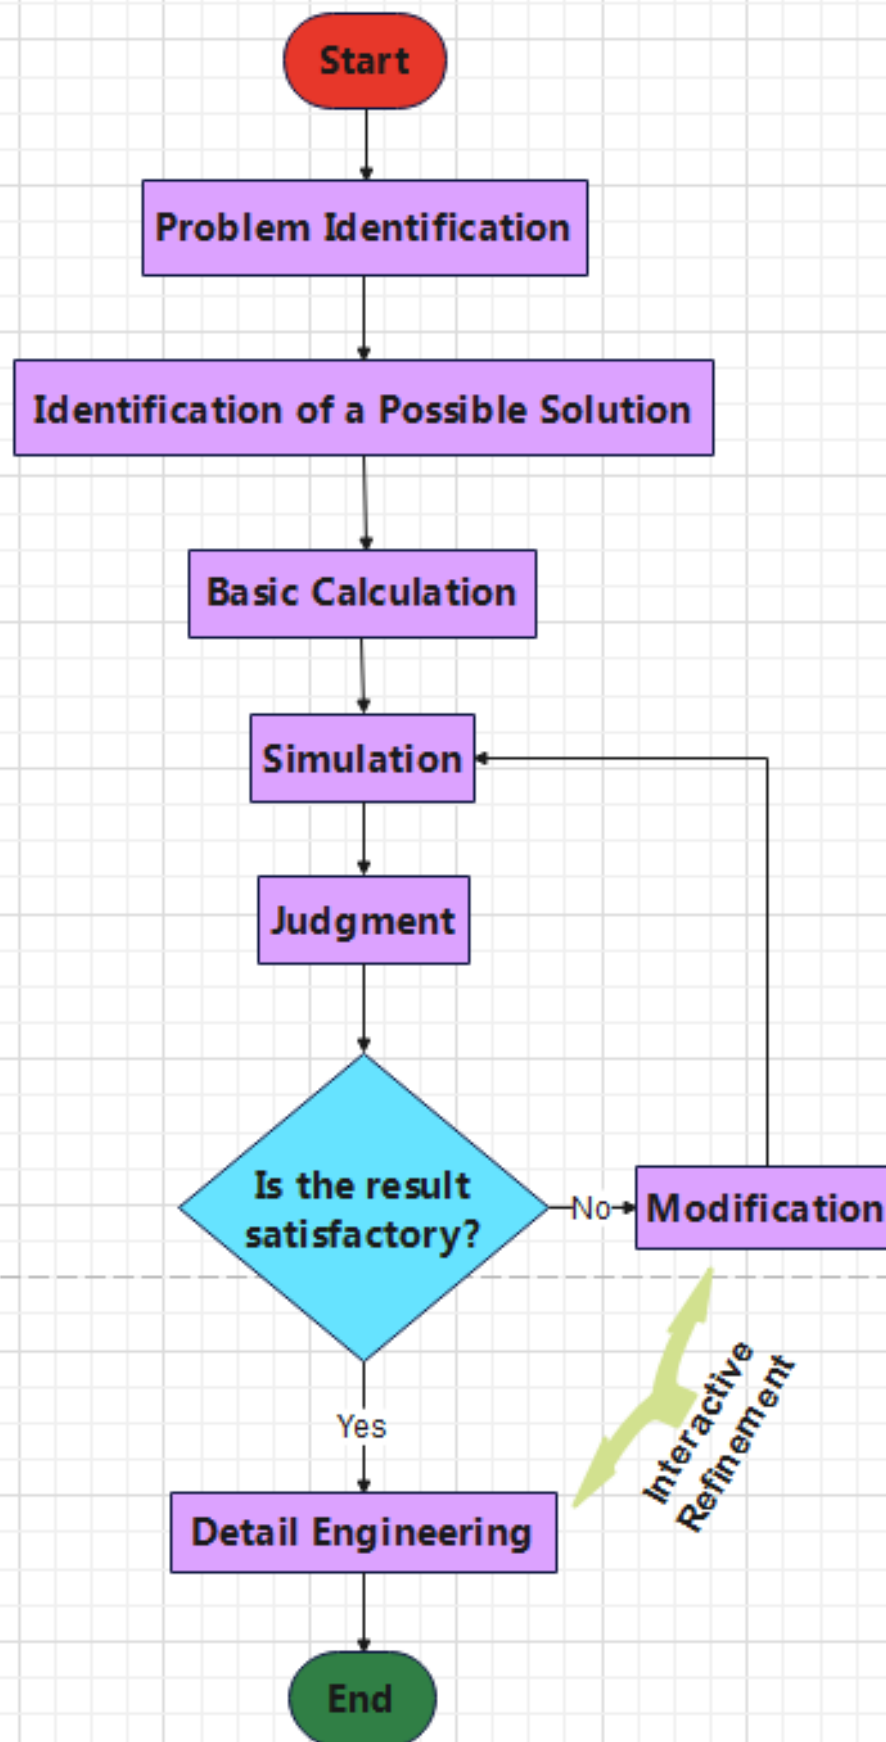 Start
Problem Identification
Identification of a Possible Solution
Basic Calculation
Simulation
Judgment
Is the result
satisfactory?
No
Modification
Interactive
Refinement
Yes
Detail Engineering
End